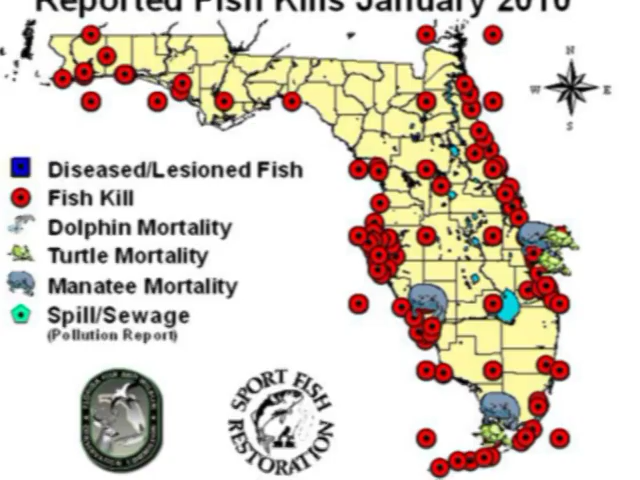 Reported Fish Kills January 2010
N
W E
S
Diseased/Lesioned Fish
Fish Kill
Dolphin Mortality
Turtle Mortality
Manatee Mortality
Spill/Sewage
(Pollution Report)
SPORT FISH
RESTORATION